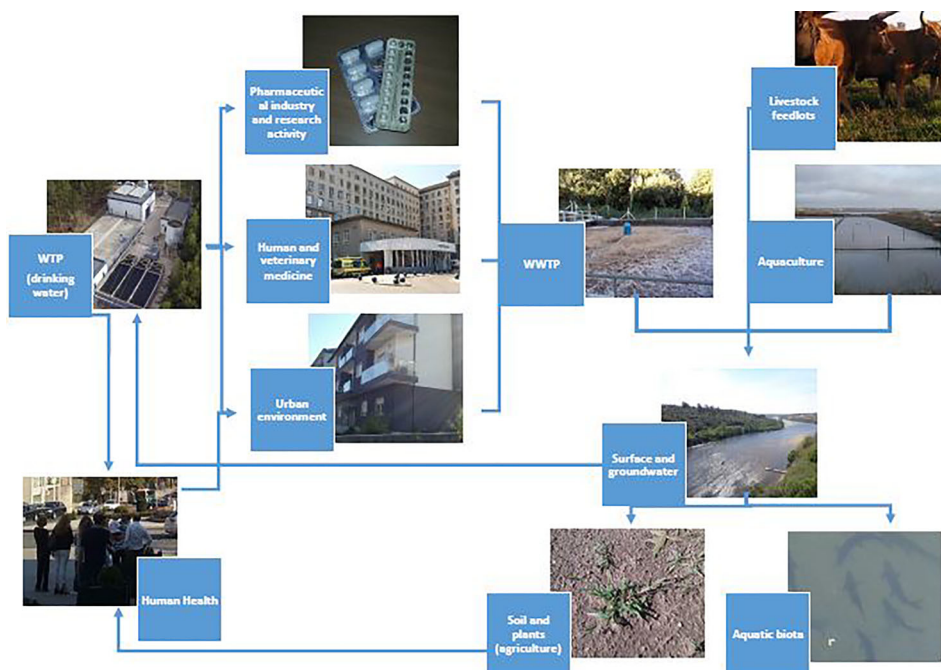 Pharmaceutic
al industry
and research
activity
Livestock
feedlots
WTP
(drinking
water)
Human and
veterinary
medicine
WWTP
Aquaculture
Urban
environment
Surface and
groundwater
Human Health
Soil and
plants
(agriculture)
Aquatic biota